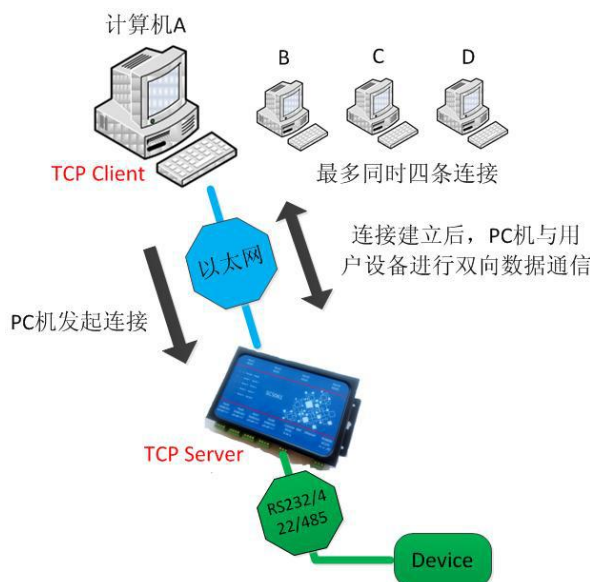 计算机A
B
C
D
TCP Client
最多同时四条连接
以太网
连接建立后，PC机与用
户设备进行双向数据通信
PC机发起连接
TCP Server
RS232/4
22/485
Device